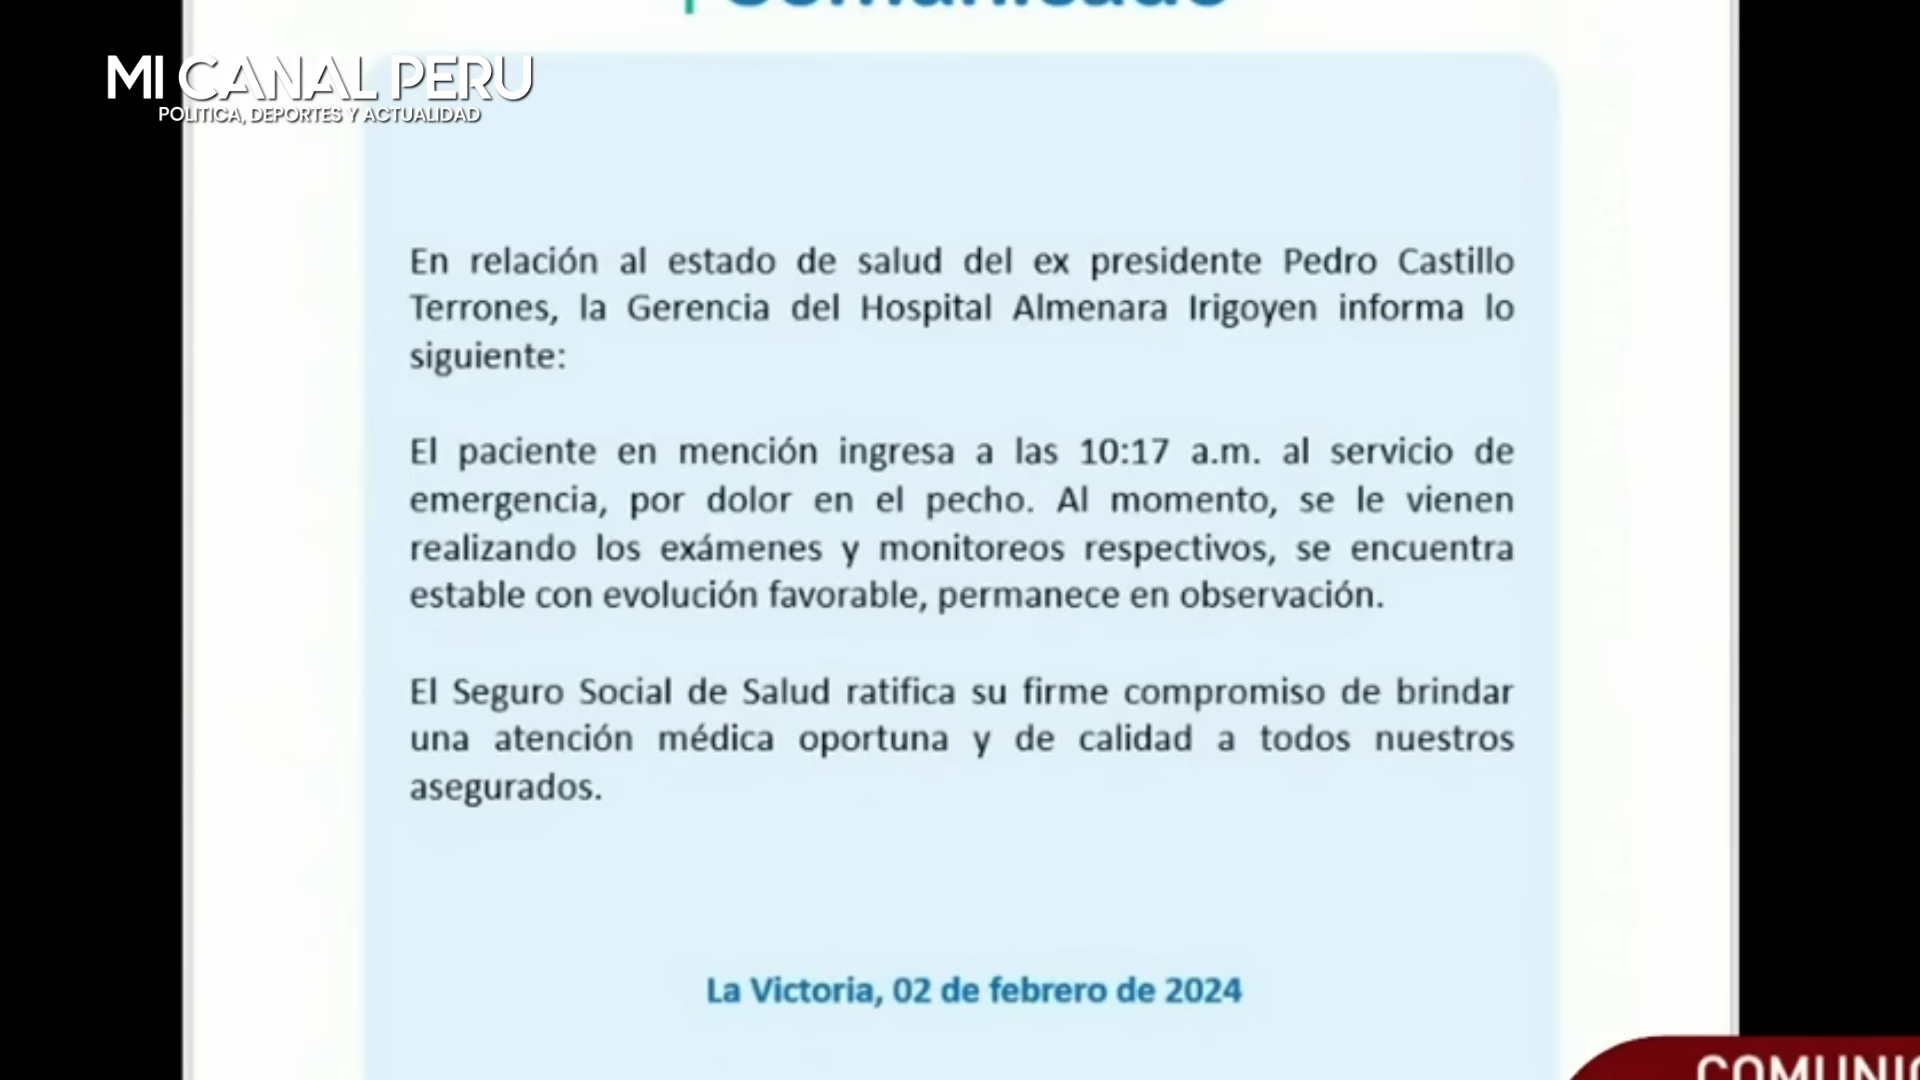 Comunicado
MI CANAL PERU
POLITICA, DEPORTES Y ACTUALIDAD
En relación al estado de salud del ex presidente Pedro Castillo
Terrones, la Gerencia del Hospital Almenara Irigoyen informa lo
siguiente:
El paciente en mención ingresa a las 10:17 a.m. al servicio de
emergencia, por dolor en el pecho. Al momento, se le vienen
realizando los exámenes y monitoreos respectivos, se encuentra
estable con evolución favorable, permanece en observación.
El Seguro Social de Salud ratifica su firme compromiso de brindar
una atención médica oportuna y de calidad a todos nuestros
asegurados.
La Victoria, 02 de febrero de 2024
COMUNIC